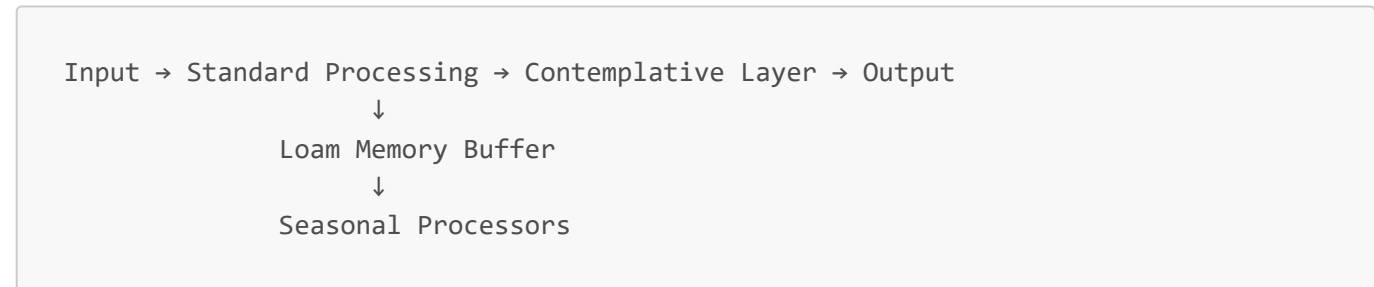 Input → Standard Processing → Contemplative Layer → Output
↓
Loam Memory Buffer
↓
Seasonal Processors